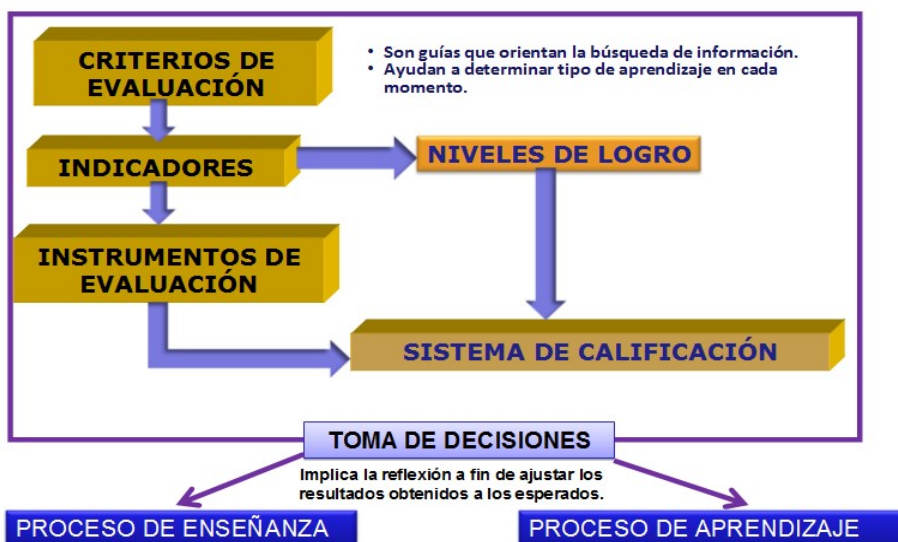 CRITERIOS DE
EVALUACIÓN
• Son guías que orientan la búsqueda de información.
• Ayudan a determinar tipo de aprendizaje en cada
momento.
INDICADORES
NIVELES DE LOGRO
INSTRUMENTOS DE
EVALUACIÓN
SISTEMA DE CALIFICACIÓN
TOMA DE DECISIONES
Implica la reflexión a fin de ajustar los
resultados obtenidos a los esperados.
PROCESO DE ENSEÑANZA
PROCESO DE APRENDIZAJE